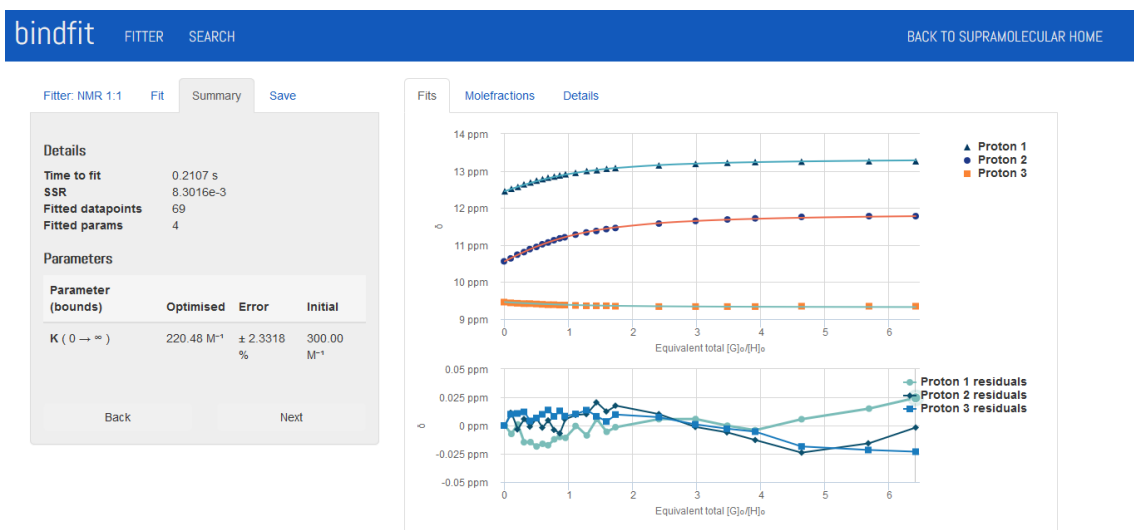 bindfit FITTER SEARCH BACK TO SUPRAMOLECULAR HOME
Fitter: NMR 1:1 Fit Summary Save
Details
Time to fit 0.2107 s
SSR 8.3016e-3
Fitted datapoints 69
Fitted params 4
Parameters
Parameter (bounds) Optimised Error Initial
K ( 0 → ∞ ) 220.48 M⁻¹ ± 2.3318 % 300.00 M⁻¹
Back Next
Fits Molefractions Details
14 ppm
13 ppm
12 ppm
11 ppm
10 ppm
9 ppm
δ
0 1 2 3 4 5 6
Equivalent total [G]₀/[H]₀
Proton 1
Proton 2
Proton 3
0.05 ppm
0.025 ppm
0 ppm
-0.025 ppm
-0.05 ppm
δ
0 1 2 3 4 5 6
Equivalent total [G]₀/[H]₀
Proton 1 residuals
Proton 2 residuals
Proton 3 residuals